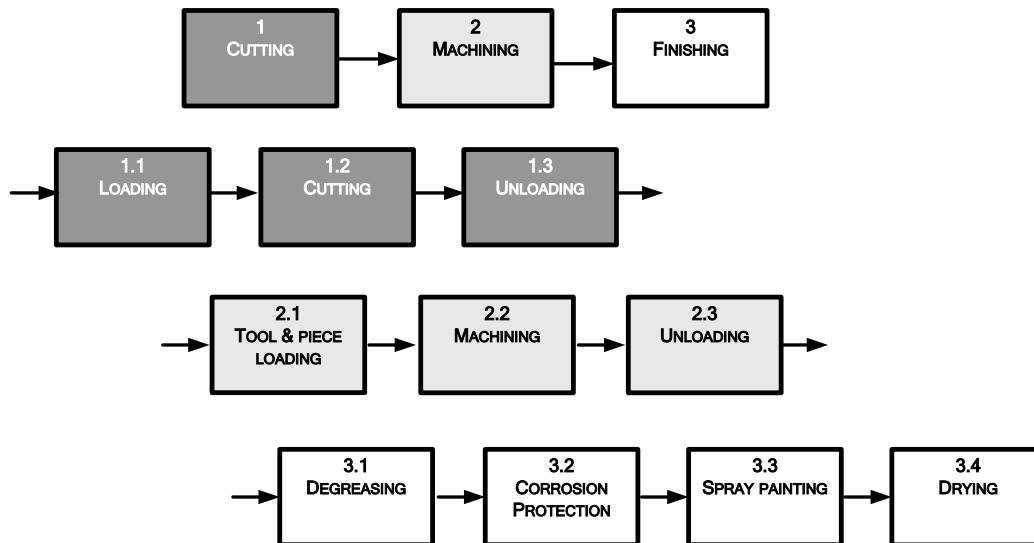 1
CUTTING
2
MACHINING
3
FINISHING
1.1
LOADING
1.2
CUTTING
1.3
UNLOADING
2.1
TOOL & PIECE
LOADING
2.2
MACHINING
2.3
UNLOADING
3.1
DEGREASING
3.2
CORROSION
PROTECTION
3.3
SPRAY PAINTING
3.4
DRYING